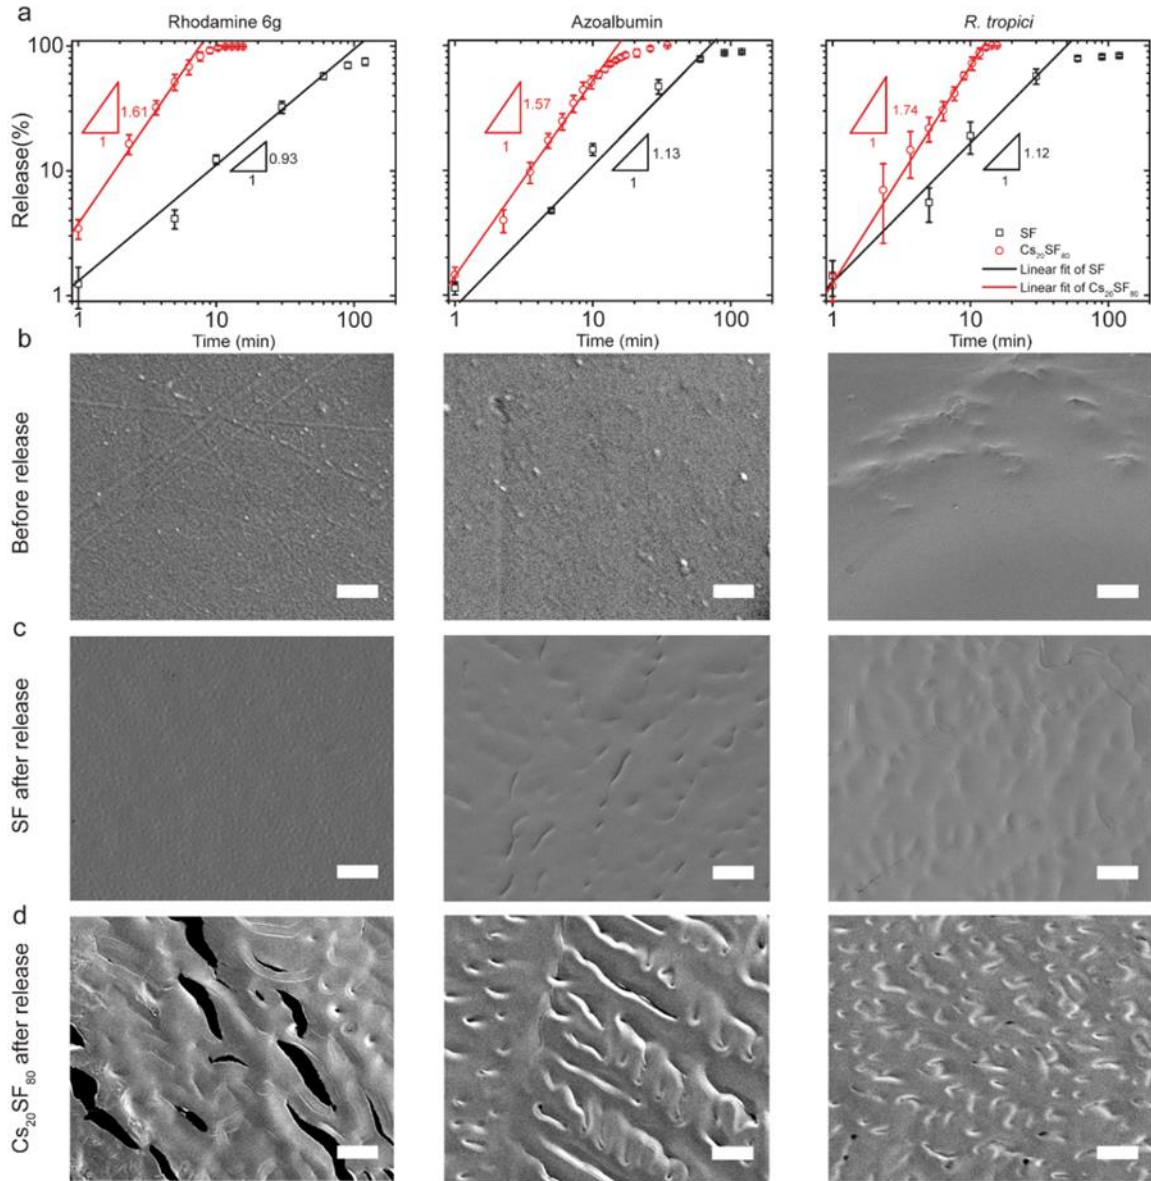 a
Rhodamine 6g
Azoalbumin
R. tropici
Release(%)
100
10
1
1.61
1
0.93
1
1
10
100
1.57
1
1.13
1
1
10
100
1.74
1
1.12
1
SF
Cs₂₀SF₈₀
Linear fit of SF
Linear fit of Cs₂₀SF₈₀
1
10
100
Time (min)
Time (min)
Time (min)
b
Before release
c
SF after release
d
Cs₂₀SF₈₀ after release